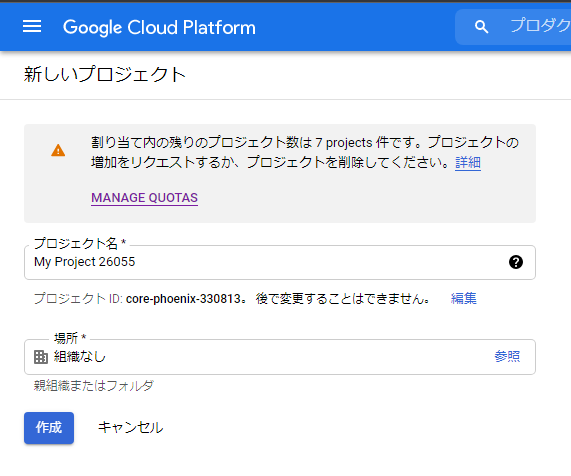 Google Cloud Platform
プロダク
新しいプロジェクト
割り当て内の残りのプロジェクト数は 7 projects 件です。プロジェクトの
増加をリクエストするか、プロジェクトを削除してください。詳細
MANAGE QUOTAS
プロジェクト名 *
My Project 26055
プロジェクト ID: core-phoenix-330813。 後で変更することはできません。 編集
場所 *
組織なし 参照
親組織またはフォルダ
作成 キャンセル